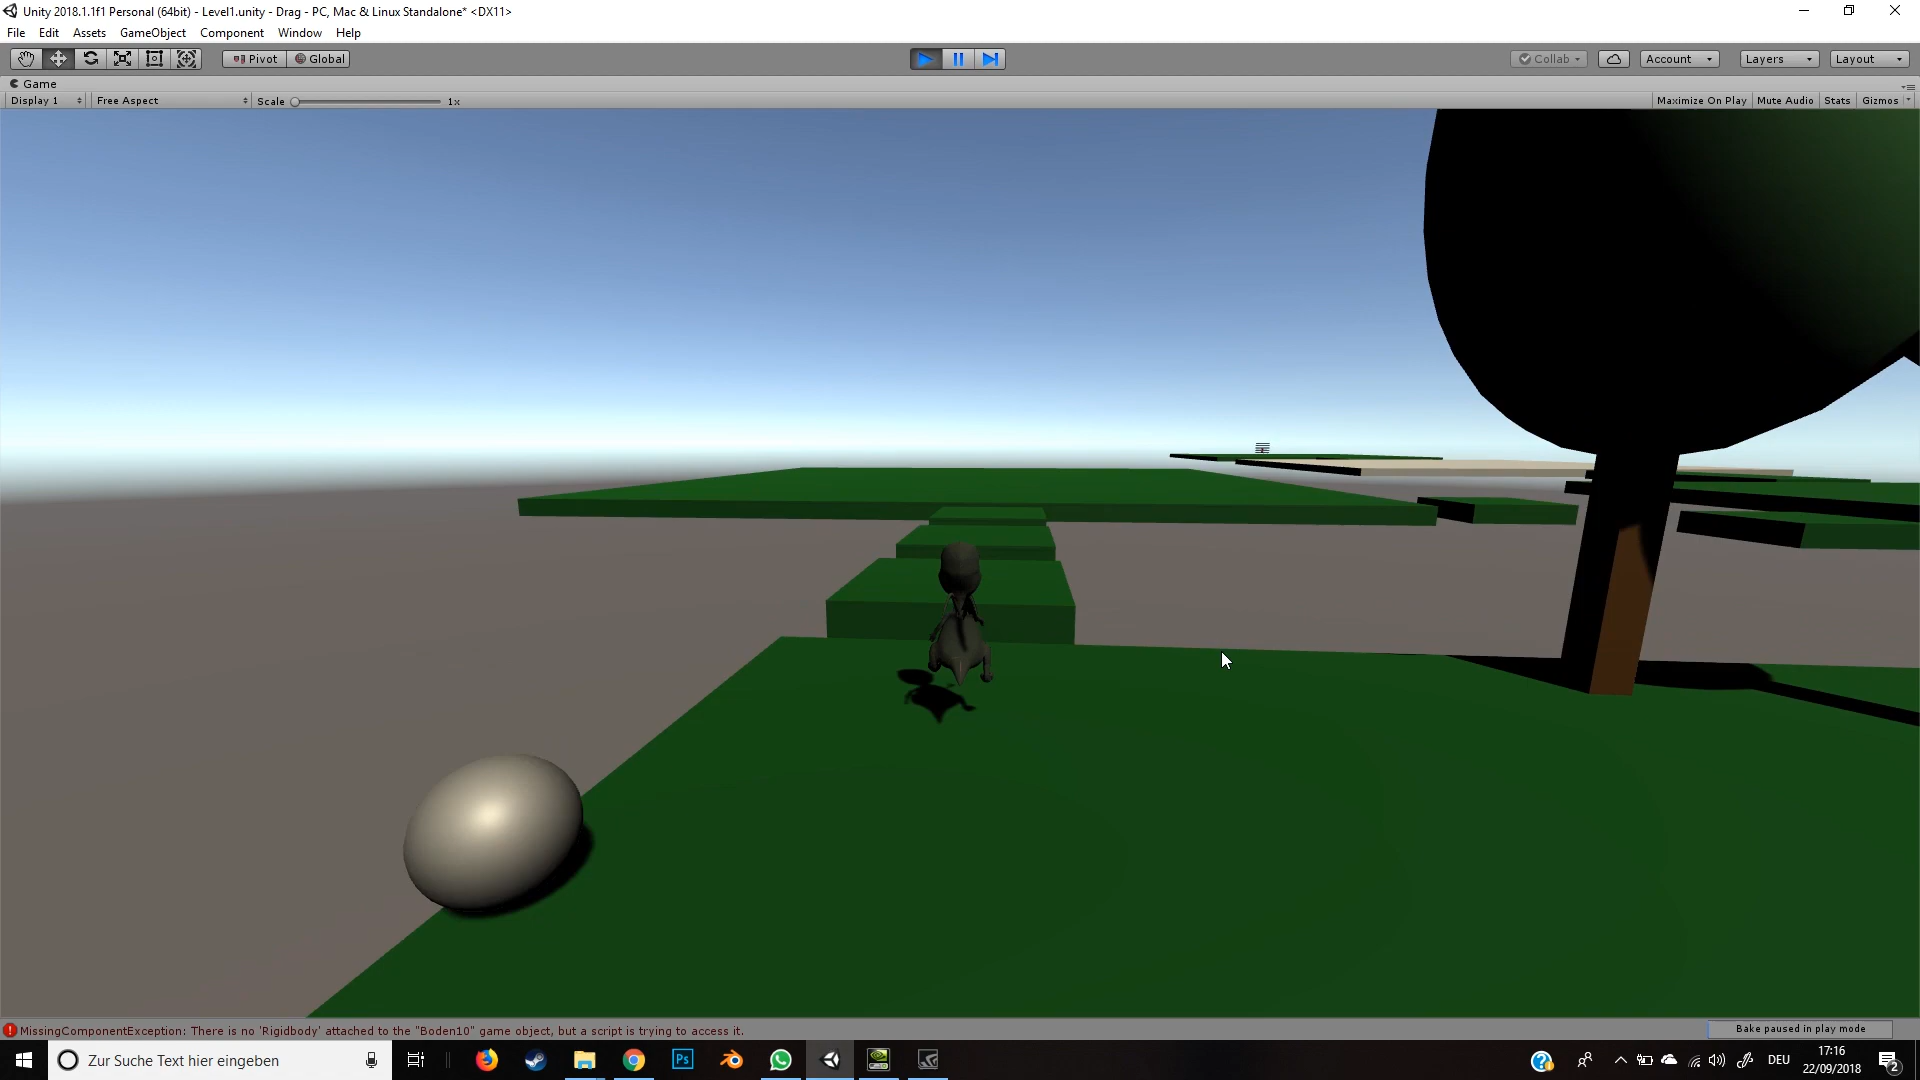 Unity 2018.1.1f1 Personal (64bit) - Level1.unity - Drag - PC, Mac & Linux Standalone* <DX11>
File Edit Assets GameObject Component Window Help
Pivot Global Collab Account Layers Layout
Game
Display 1 Free Aspect Scale 1x Maximize On Play Mute Audio Stats Gizmos
MissingComponentException: There is no 'Rigidbody' attached to the "Boden10" game object, but a script is trying to access it.
Bake paused in play mode
Zur Suche Text hier eingeben
Ps
DEU
17:16
22/09/2018
2